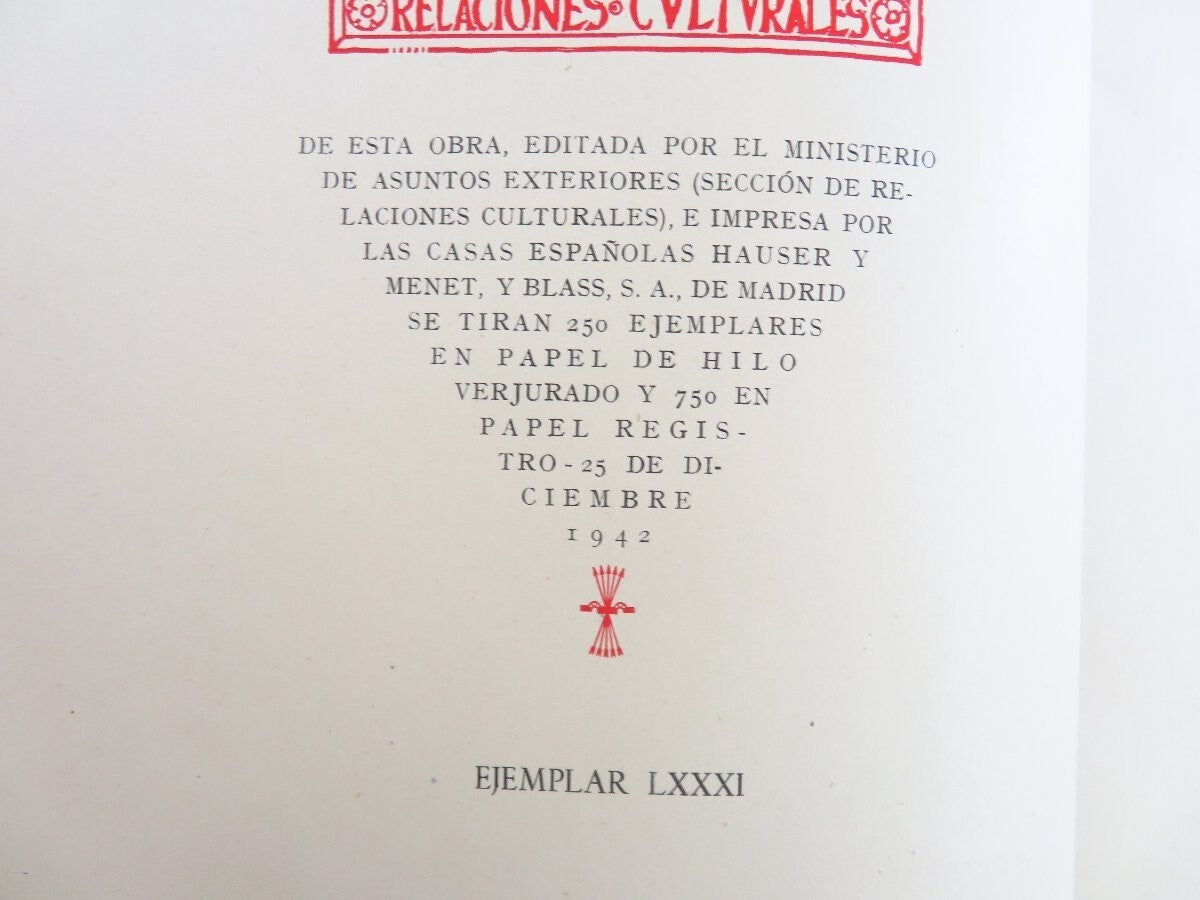 RELACIONES·CVLTVRALES
DE ESTA OBRA, EDITADA POR EL MINISTERIO
DE ASUNTOS EXTERIORES (SECCIÓN DE RE-
LACIONES CULTURALES), E IMPRESA POR
LAS CASAS ESPAÑOLAS HAUSER Y
MENET, Y BLASS, S. A., DE MADRID
SE TIRAN 250 EJEMPLARES
EN PAPEL DE HILO
VERJURADO Y 750 EN
PAPEL REGIS-
TRO-25 DE DI-
CIEMBRE
1942
EJEMPLAR LXXXI